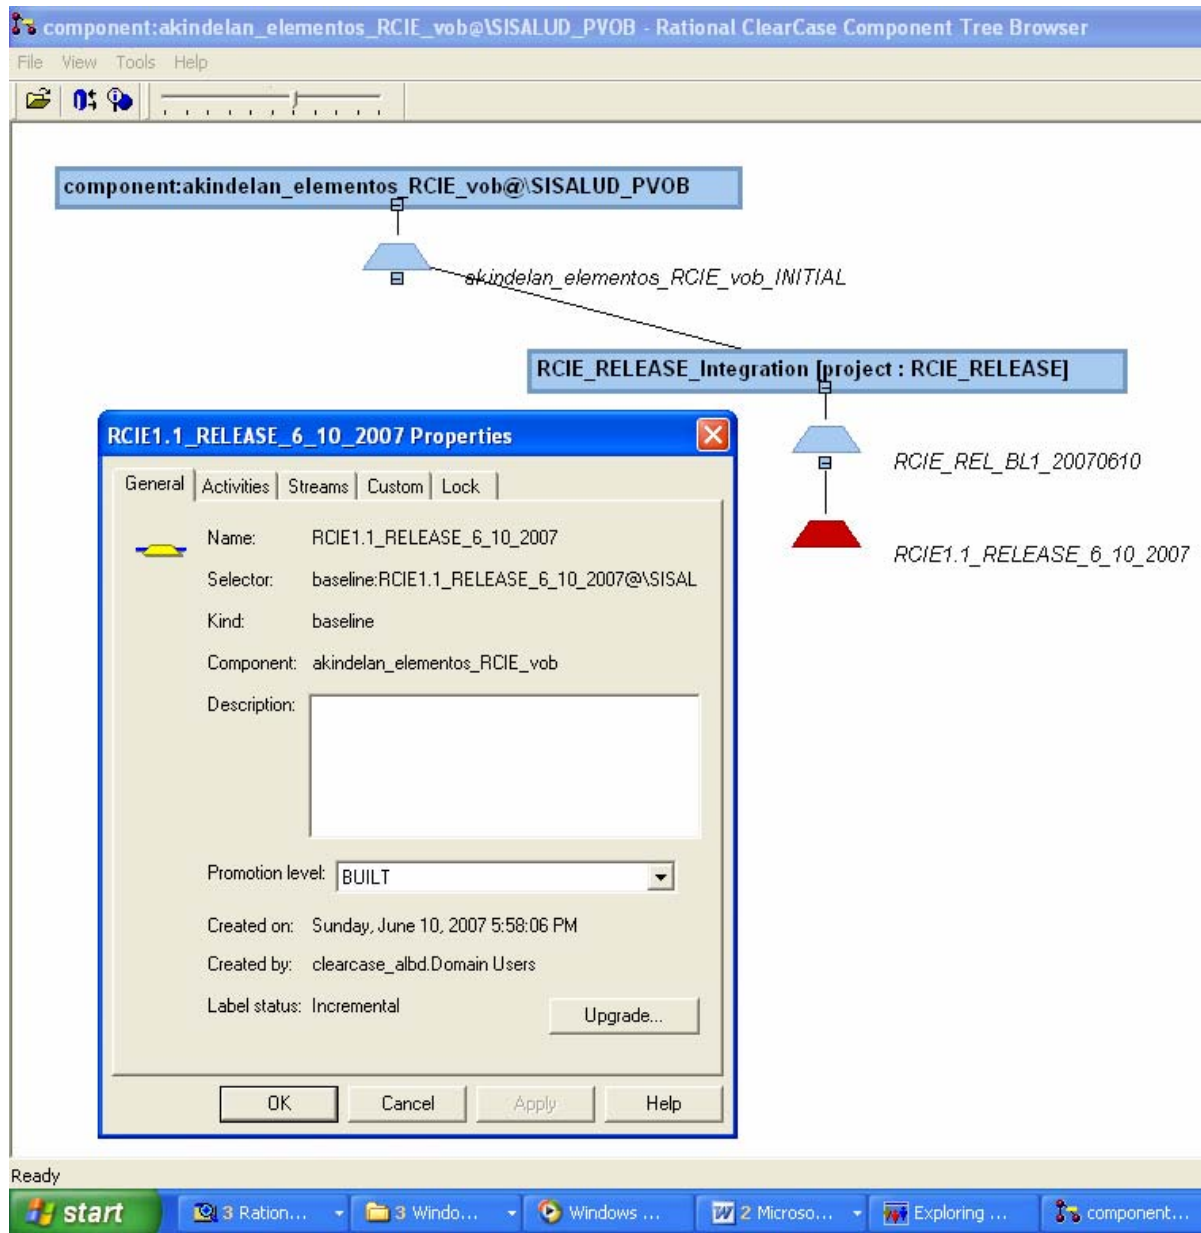 component:akindelan_elementos_RCIE_vob@\SISALUD_PVOB - Rational ClearCase Component Tree Browser
File View Tools Help
component:akindelan_elementos_RCIE_vob@\SISALUD_PVOB
akindelan_elementos_RCIE_vob_INITIAL
RCIE_RELEASE_Integration [project : RCIE_RELEASE]
RCIE_REL_BL1_20070610
RCIE1.1_RELEASE_6_10_2007
RCIE1.1_RELEASE_6_10_2007 Properties
General Activities Streams Custom Lock
Name: RCIE1.1_RELEASE_6_10_2007
Selector: baseline:RCIE1.1_RELEASE_6_10_2007@\SISAL
Kind: baseline
Component: akindelan_elementos_RCIE_vob
Description:
Promotion level: BUILT
Created on: Sunday, June 10, 2007 5:58:06 PM
Created by: clearcase_albd.Domain Users
Label status: Incremental
Upgrade...
OK Cancel Apply Help
Ready
start 3 Ration... 3 Windo... Windows ... 2 Microso... Exploring ... component...